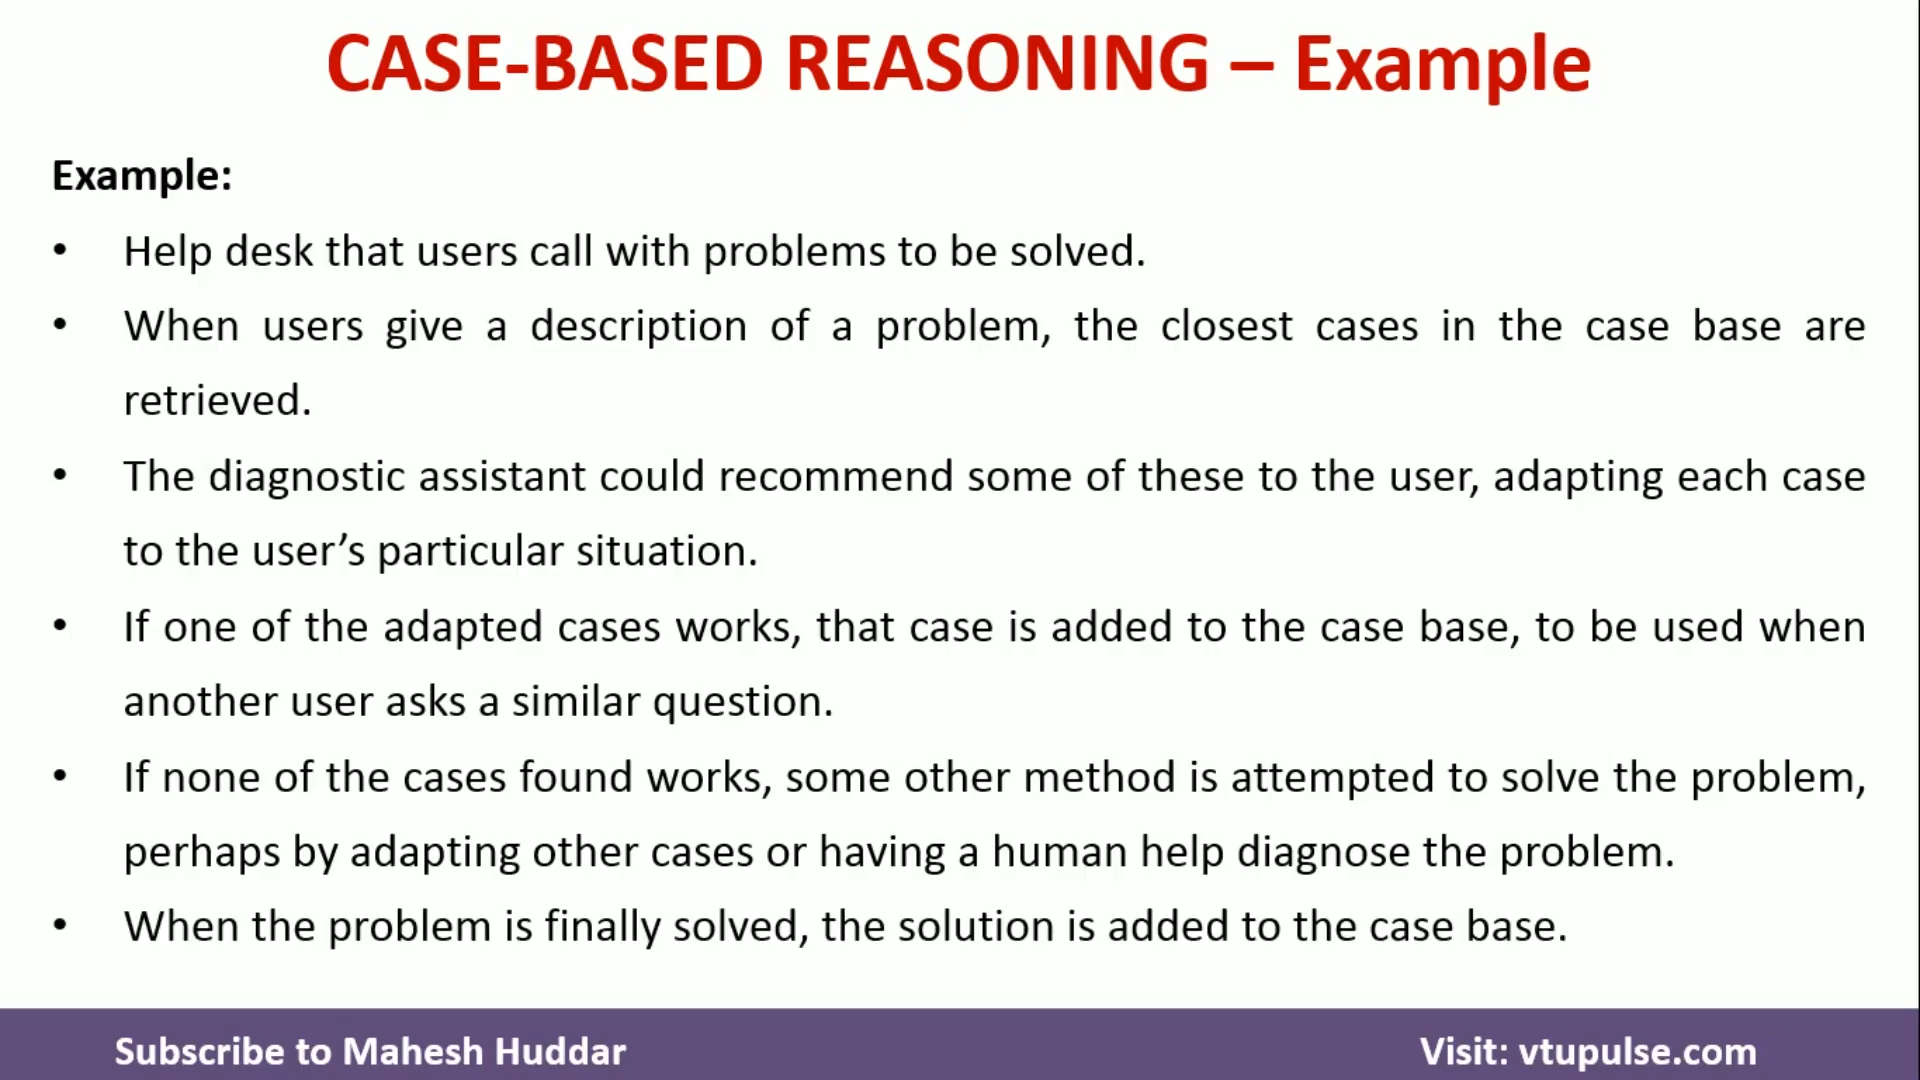 CASE-BASED REASONING – Example
Example:
• Help desk that users call with problems to be solved.
• When users give a description of a problem, the closest cases in the case base are
retrieved.
• The diagnostic assistant could recommend some of these to the user, adapting each case
to the user’s particular situation.
• If one of the adapted cases works, that case is added to the case base, to be used when
another user asks a similar question.
• If none of the cases found works, some other method is attempted to solve the problem,
perhaps by adapting other cases or having a human help diagnose the problem.
• When the problem is finally solved, the solution is added to the case base.
Subscribe to Mahesh Huddar
Visit: vtupulse.com